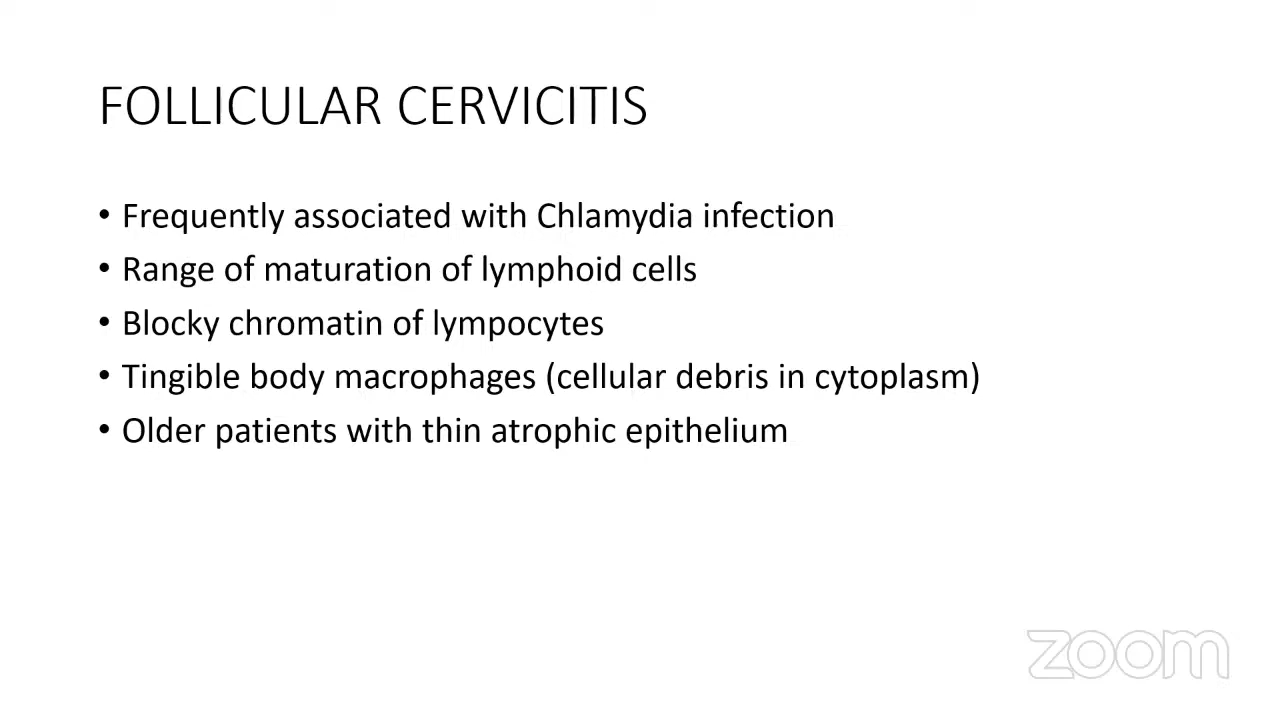 FOLLICULAR CERVICITIS
• Frequently associated with Chlamydia infection
• Range of maturation of lymphoid cells
• Blocky chromatin of lympocytes
• Tingible body macrophages (cellular debris in cytoplasm)
• Older patients with thin atrophic epithelium
zoom